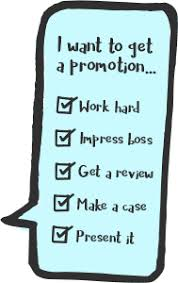 I want to get
a promotion...
Work hard
Impress boss
Get a review
Make a case
Present it